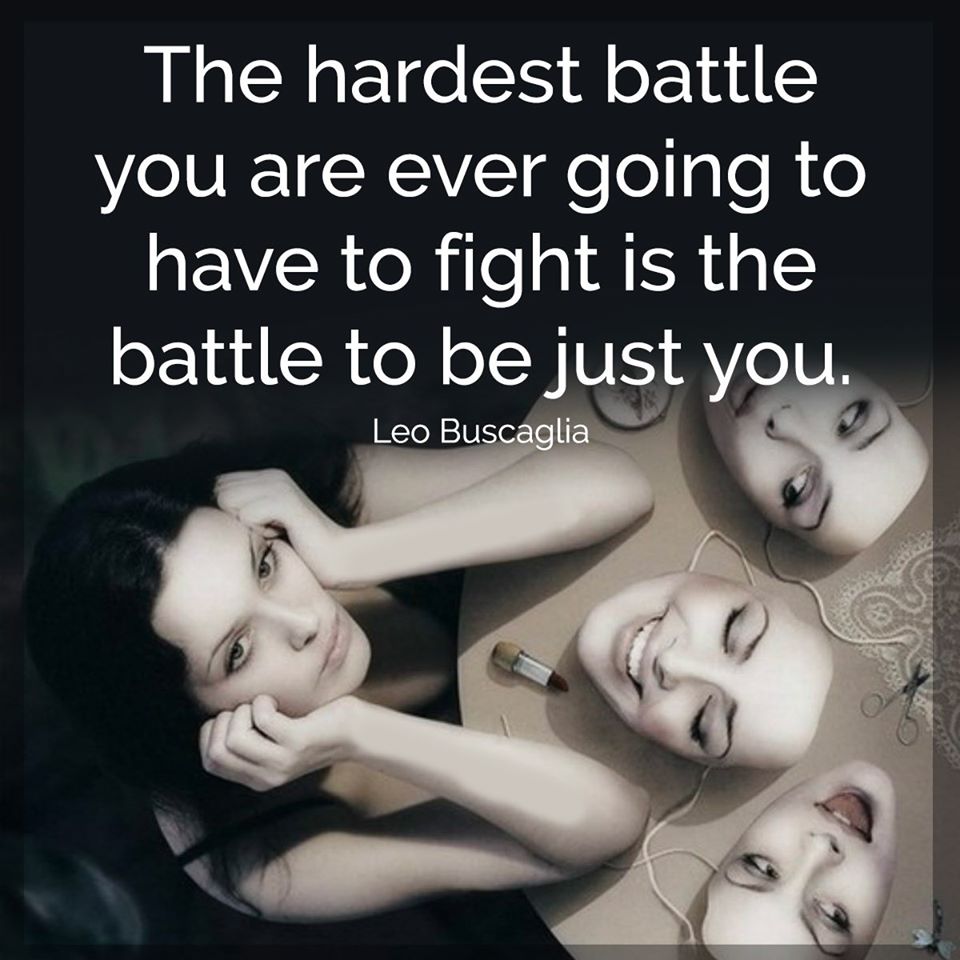 The hardest battle
you are ever going to
have to fight is the
battle to be just you.
Leo Buscaglia